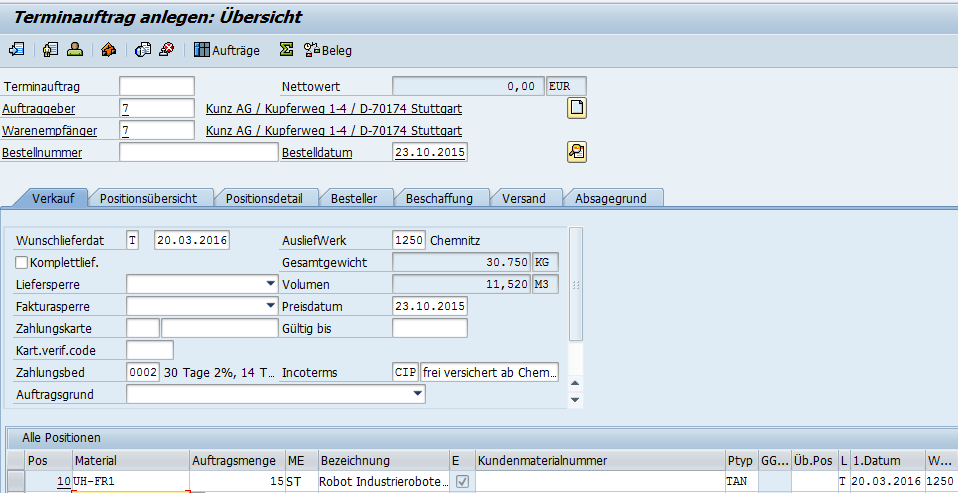 Terminauftrag anlegen: Übersicht
Aufträge Beleg
Terminauftrag Nettowert 0,00 EUR
Auftraggeber 7 Kunz AG / Kupferweg 1-4 / D-70174 Stuttgart
Warenempfänger 7 Kunz AG / Kupferweg 1-4 / D-70174 Stuttgart
Bestellnummer Bestelldatum 23.10.2015
Verkauf Positionsübersicht Positionsdetail Besteller Beschaffung Versand Absagegrund
Wunschlieferdat T 20.03.2016 AusliefWerk 1250 Chemnitz
Komplettlief. Gesamtgewicht 30.750 KG
Liefersperre Volumen 11,520 M3
Fakturasperre Preisdatum 23.10.2015
Zahlungskarte Gültig bis
Kart.verif.code
Zahlungsbed 0002 30 Tage 2%, 14 T... Incoterms CIP frei versichert ab Chem...
Auftragsgrund
Alle Positionen
Pos Material Auftragsmenge ME Bezeichnung E Kundenmaterialnummer Ptyp GG... Üb.Pos L 1.Datum W...
10 UH-FR1 15 ST Robot Industrierobote... TAN T 20.03.2016 1250